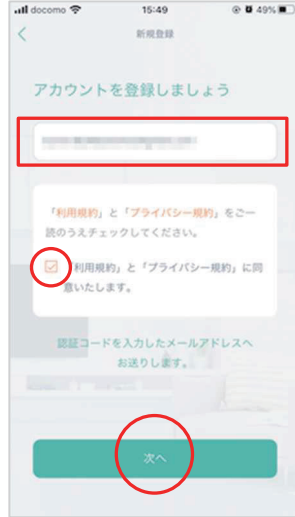 docomo 15:49 49%
新規登録
アカウントを登録しましょう
「利用規約」と「プライバシー規約」をご一
読のうえチェックしてください。
「利用規約」と「プライバシー規約」に同
意いたします。
認証コードを入力したメールアドレスへ
お送りします。
次へ